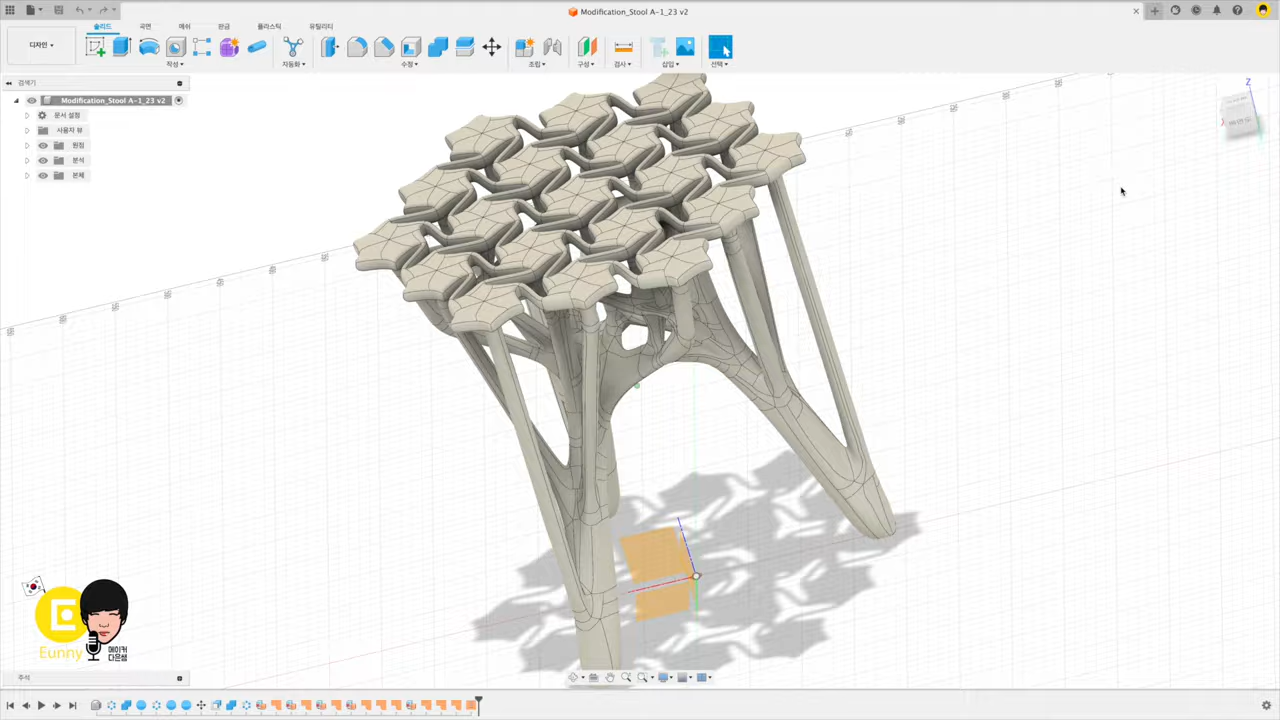 Modification_Stool A-1_23 v2
솔리드 곡면 메쉬 판금 플라스틱 유틸리티
디자인 ▾
작성 ▾ 자동화 ▾ 수정 ▾ 조립 ▾ 구성 ▾ 검사 ▾ 삽입 ▾ 선택 ▾
검색기
Modification_Stool A-1_23 v2
문서 설정
사용자 뷰
원점
분석
본체
Z
X
Eunny
메이커
다은쌤
주석